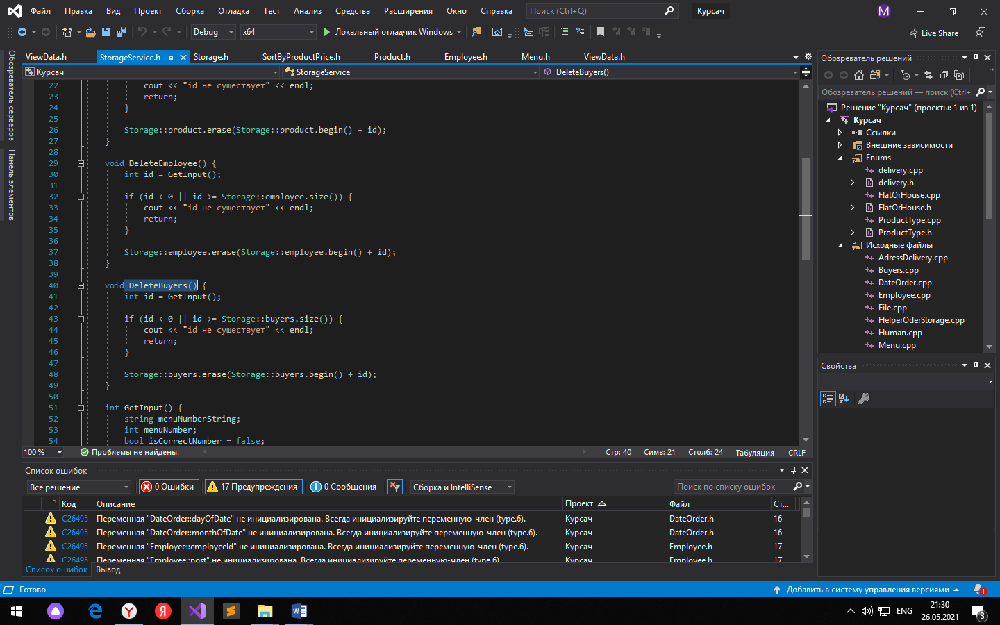 Файл Правка Вид Проект Сборка Отладка Тест Анализ Средства Расширения Окно Справка Поиск (Ctrl+Q) Курсач M
Debug x64 Локальный отладчик Windows Live Share
Обозреватель серверов
Панель элементов
ViewData.h StorageService.h Storage.h SortByProductPrice.h Product.h Employee.h Menu.h ViewData.h
Курсач StorageService DeleteBuyers()
22 cout << "id не существует" << endl;
23 return;
24 }
25
26 Storage::product.erase(Storage::product.begin() + id);
27 }
28
29 void DeleteEmployee() {
30 int id = GetInput();
31
32 if (id < 0 || id >= Storage::employee.size()) {
33 cout << "id не существует" << endl;
34 return;
35 }
36
37 Storage::employee.erase(Storage::employee.begin() + id);
38 }
39
40 void DeleteBuyers() {
41 int id = GetInput();
42
43 if (id < 0 || id >= Storage::buyers.size()) {
44 cout << "id не существует" << endl;
45 return;
46 }
47
48 Storage::buyers.erase(Storage::buyers.begin() + id);
49 }
50
51 int GetInput() {
52 string menuNumberString;
53 int menuNumber;
54 bool isCorrectNumber = false;
100 % Проблемы не найдены. Стр: 40 Симв: 21 Столб: 24 Табуляция CRLF
Список ошибок
Все решение 0 Ошибки 17 Предупреждения 0 Сообщения Сборка и IntelliSense Поиск по списку ошибок
Код Описание Проект Файл Ст...
C26495 Переменная "DateOrder::dayOfDate" не инициализирована. Всегда инициализируйте переменную-член (type.6). Курсач DateOrder.h 16
C26495 Переменная "DateOrder::monthOfDate" не инициализирована. Всегда инициализируйте переменную-член (type.6). Курсач DateOrder.h 16
C26495 Переменная "Employee::employeeId" не инициализирована. Всегда инициализируйте переменную-член (type.6). Курсач Employee.h 17
C26495 Переменная "Employee::post" не инициализирована. Всегда инициализируйте переменную-член (type.6). Курсач Employee.h 17
Список ошибок Вывод
Обозреватель решений
Обозреватель решений — поиск (Ctrl+
Решение "Курсач" (проекты: 1 из 1)
Курсач
Ссылки
Внешние зависимости
Enums
delivery.cpp
delivery.h
FlatOrHouse.cpp
FlatOrHouse.h
ProductType.cpp
ProductType.h
Исходные файлы
AdressDelivery.cpp
Buyers.cpp
DateOrder.cpp
Employee.cpp
File.cpp
HelperOderStorage.cpp
Human.cpp
Menu.cpp
Свойства
Готово Добавить в систему управления версиями 1
ENG 21:30
26.05.2021 3